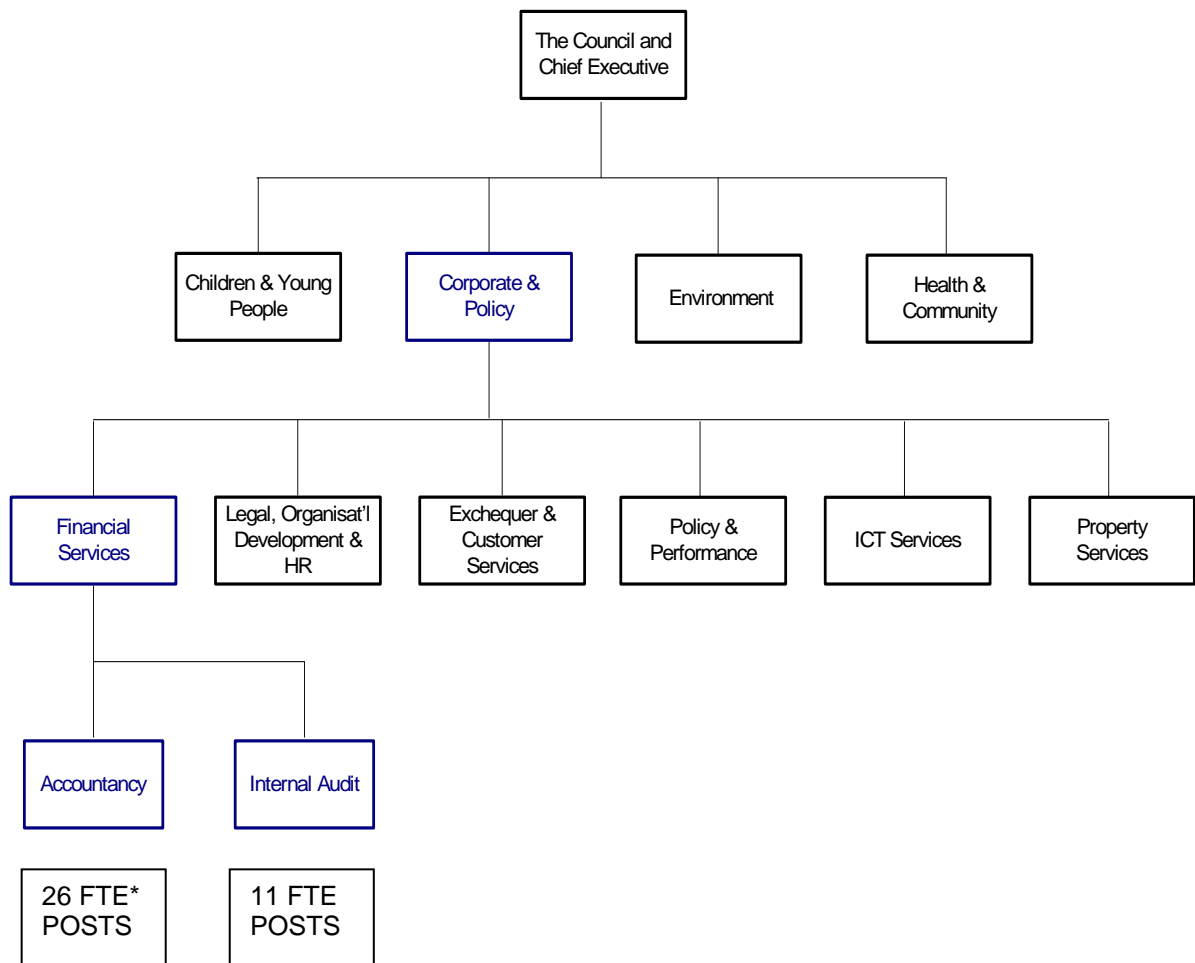 The Council and
Chief Executive
Children & Young
People
Corporate &
Policy
Environment
Health &
Community
Financial
Services
Legal, Organisat'l
Development &
HR
Exchequer &
Customer
Services
Policy &
Performance
ICT Services
Property
Services
Accountancy
Internal Audit
26 FTE*
POSTS
11 FTE
POSTS